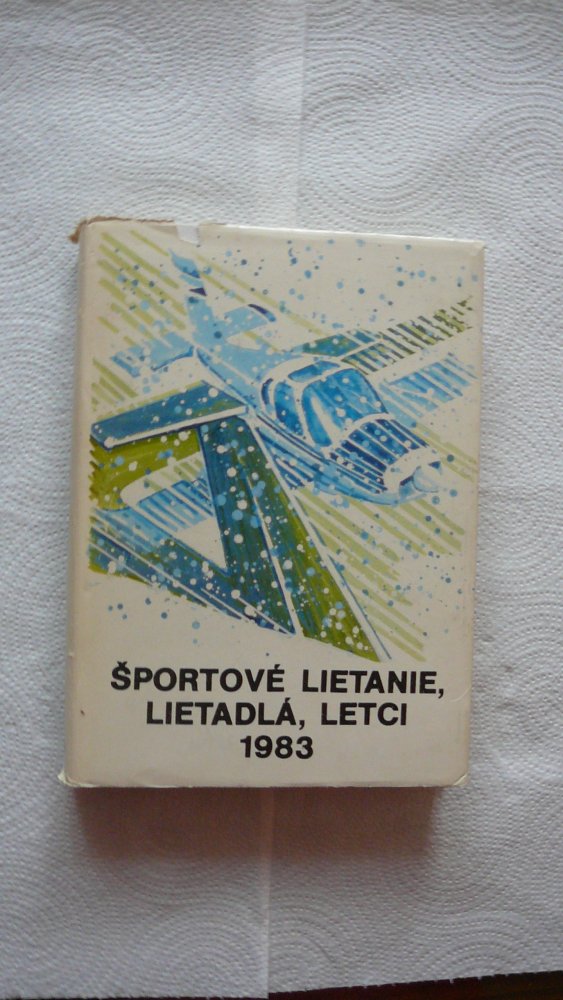 ŠPORTOVÉ LIETANIE,
LIETADLÁ, LETCI
1983